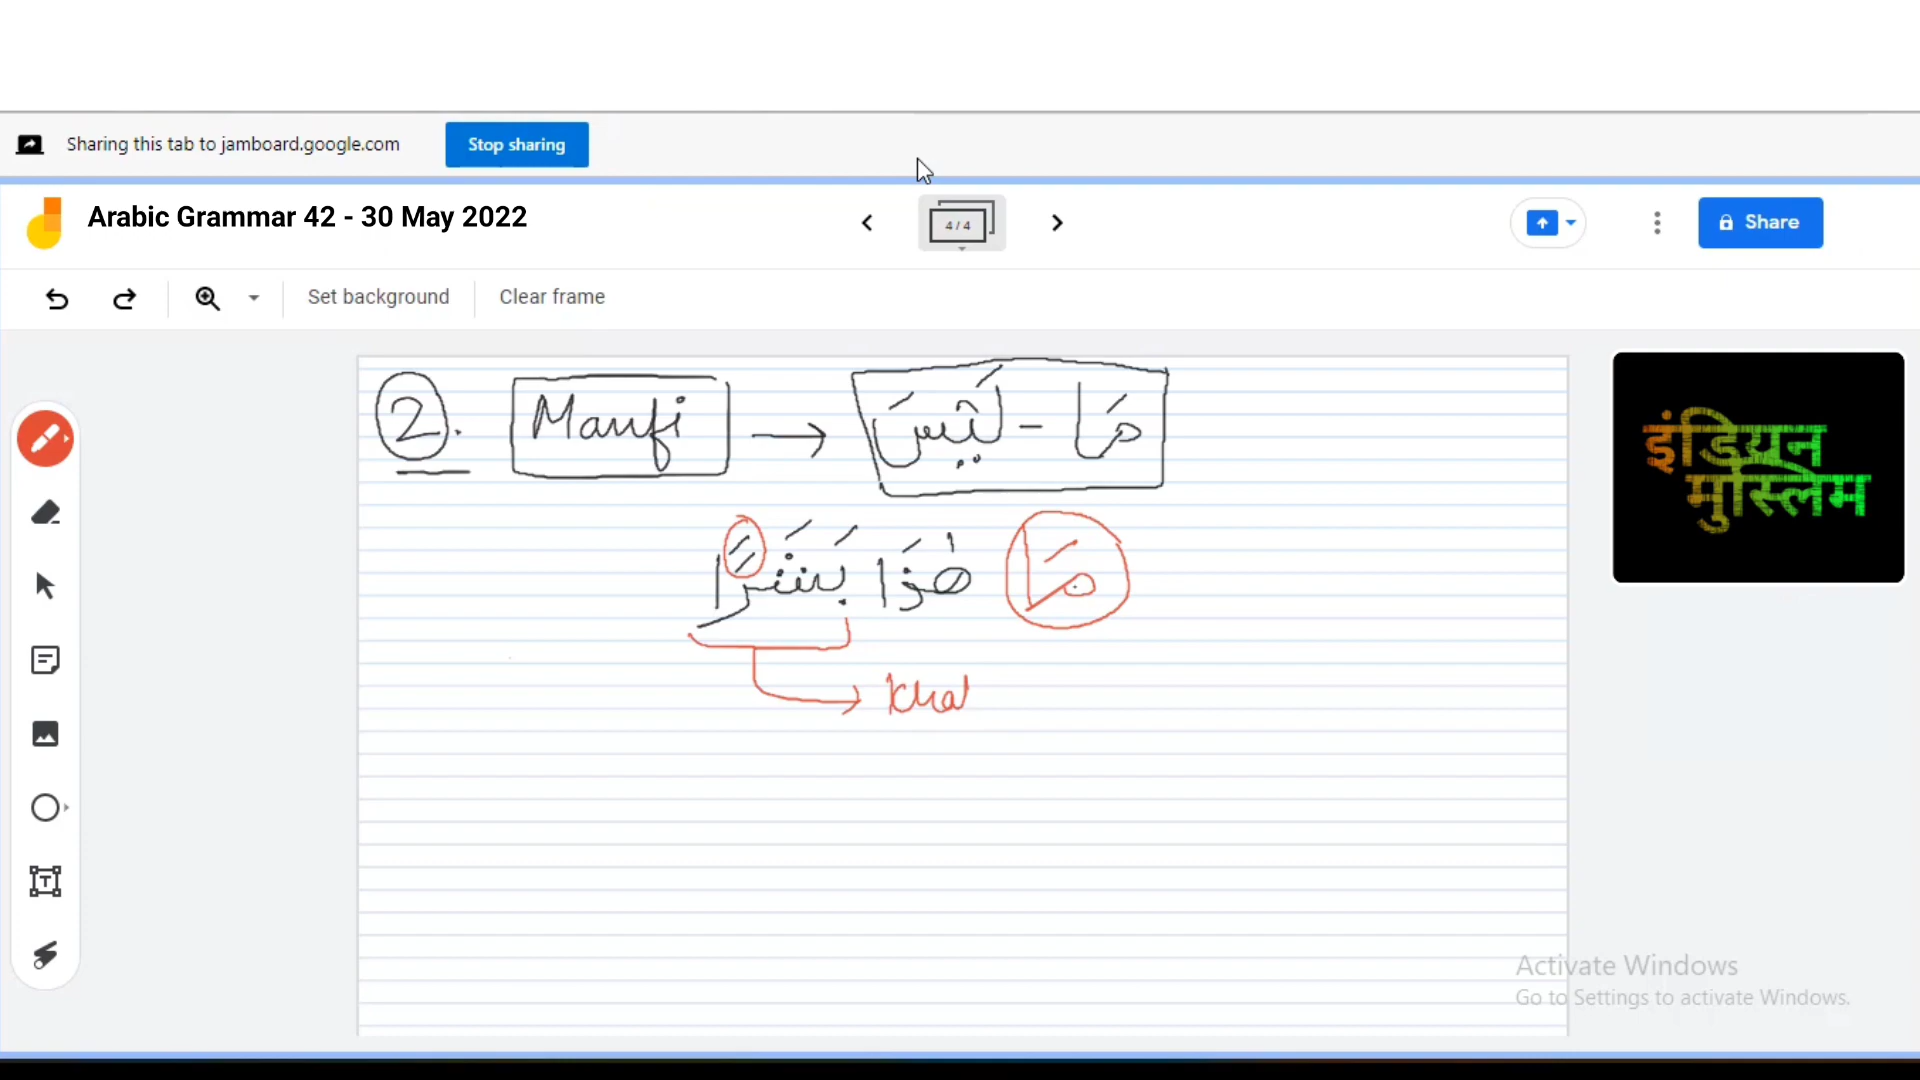 Sharing this tab to jamboard.google.com Stop sharing
Arabic Grammar 42 - 30 May 2022
4 / 4
Share
Set background Clear frame
2. Manfi → مَا - لَيْسَ
مَا هٰذَا بَشَرًا
इंडियन
मुस्लिम
Activate Windows
Go to Settings to activate Windows.